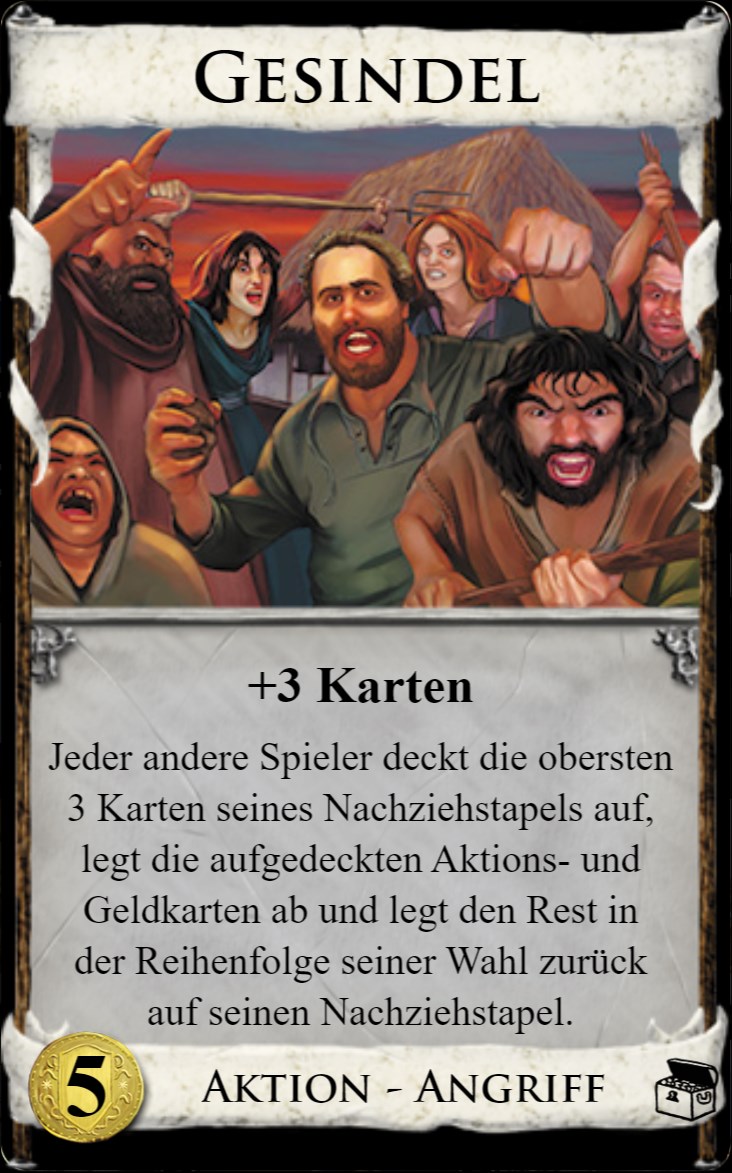 GESINDEL
+3 Karten
Jeder andere Spieler deckt die obersten
3 Karten seines Nachziehstapels auf,
legt die aufgedeckten Aktions- und
Geldkarten ab und legt den Rest in
der Reihenfolge seiner Wahl zurück
auf seinen Nachziehstapel.
5
AKTION - ANGRIFF